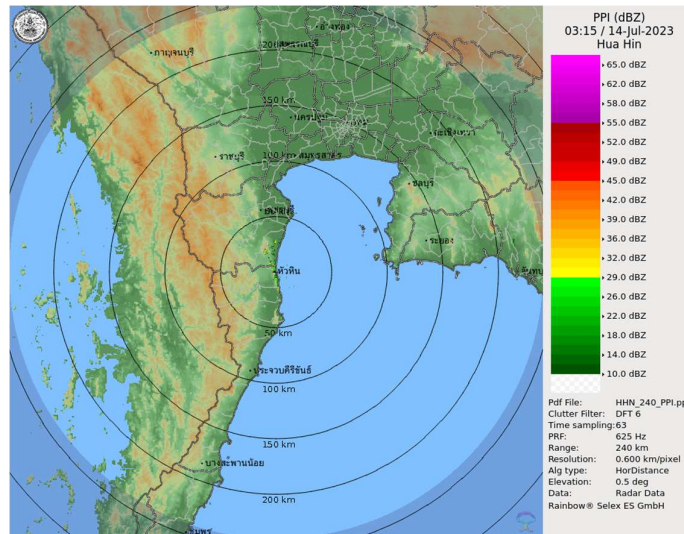 PPI (dBZ)
03:15 / 14-Jul-2023
Hua Hin
65.0 dBZ
62.0 dBZ
58.0 dBZ
55.0 dBZ
52.0 dBZ
49.0 dBZ
45.0 dBZ
42.0 dBZ
39.0 dBZ
36.0 dBZ
32.0 dBZ
29.0 dBZ
26.0 dBZ
22.0 dBZ
18.0 dBZ
14.0 dBZ
10.0 dBZ
Pdf File: HHN_240_PPI.pp
Clutter Filter: DFT 6
Time sampling:63
PRF: 625 Hz
Range: 240 km
Resolution: 0.600 km/pixel
Alg type: HorDistance
Elevation: 0.5 deg
Data: Radar Data
Rainbow® Selex ES GmbH
อ่างทอง
กาญจนบุรี
150 km
นครปฐม
ฉะเชิงเทรา
ราชบุรี
100 km
สมุทรสาคร
ชลบุรี
ระยอง
หัวหิน
50 km
ประจวบคีรีขันธ์
100 km
150 km
บางสะพานน้อย
200 km
ชุมพร